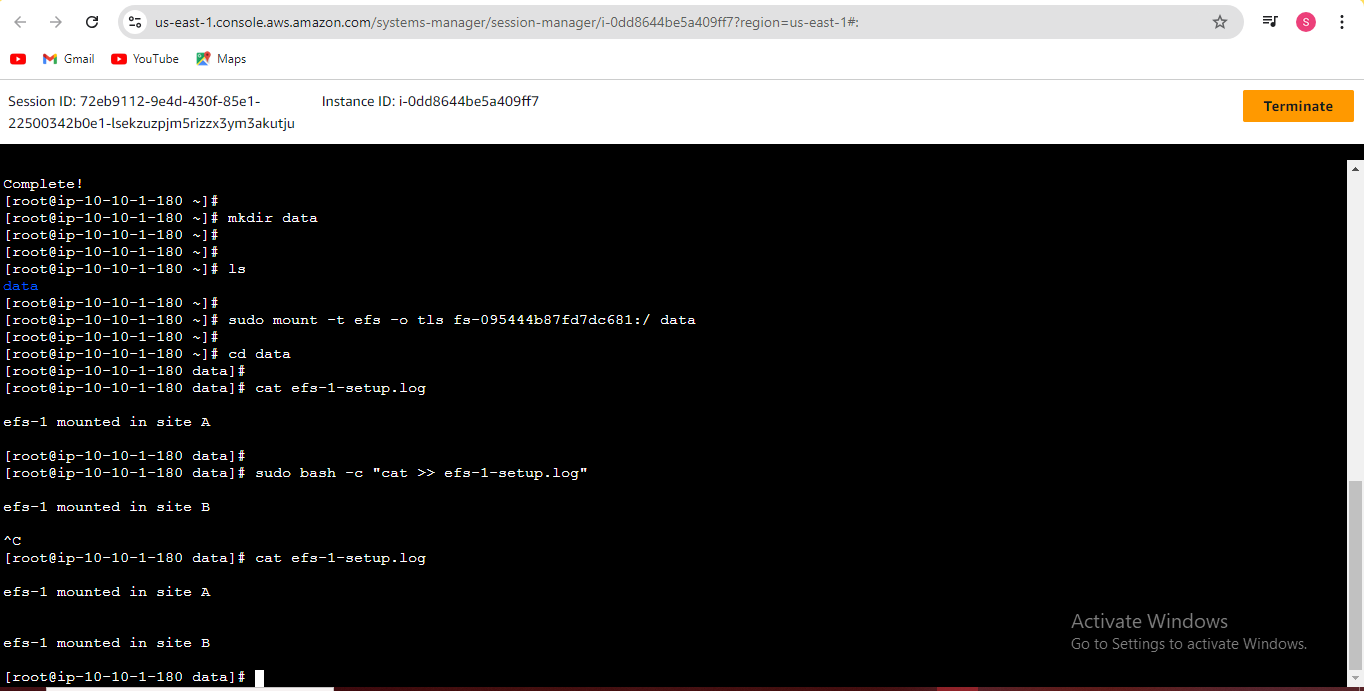 us-east-1.console.aws.amazon.com/systems-manager/session-manager/i-0dd8644be5a409ff7?region=us-east-1#:
S
Gmail
YouTube
Maps
Session ID: 72eb9112-9e4d-430f-85e1-
22500342b0e1-lsekzuzpjm5rizzx3ym3akutju
Instance ID: i-0dd8644be5a409ff7
Terminate
Complete!
[root@ip-10-10-1-180 ~]#
[root@ip-10-10-1-180 ~]# mkdir data
[root@ip-10-10-1-180 ~]#
[root@ip-10-10-1-180 ~]#
[root@ip-10-10-1-180 ~]# ls
data
[root@ip-10-10-1-180 ~]#
[root@ip-10-10-1-180 ~]# sudo mount -t efs -o tls fs-095444b87fd7dc681:/ data
[root@ip-10-10-1-180 ~]#
[root@ip-10-10-1-180 ~]# cd data
[root@ip-10-10-1-180 data]#
[root@ip-10-10-1-180 data]# cat efs-1-setup.log
efs-1 mounted in site A
[root@ip-10-10-1-180 data]#
[root@ip-10-10-1-180 data]# sudo bash -c "cat >> efs-1-setup.log"
efs-1 mounted in site B
^C
[root@ip-10-10-1-180 data]# cat efs-1-setup.log
efs-1 mounted in site A
efs-1 mounted in site B
[root@ip-10-10-1-180 data]#
Activate Windows
Go to Settings to activate Windows.